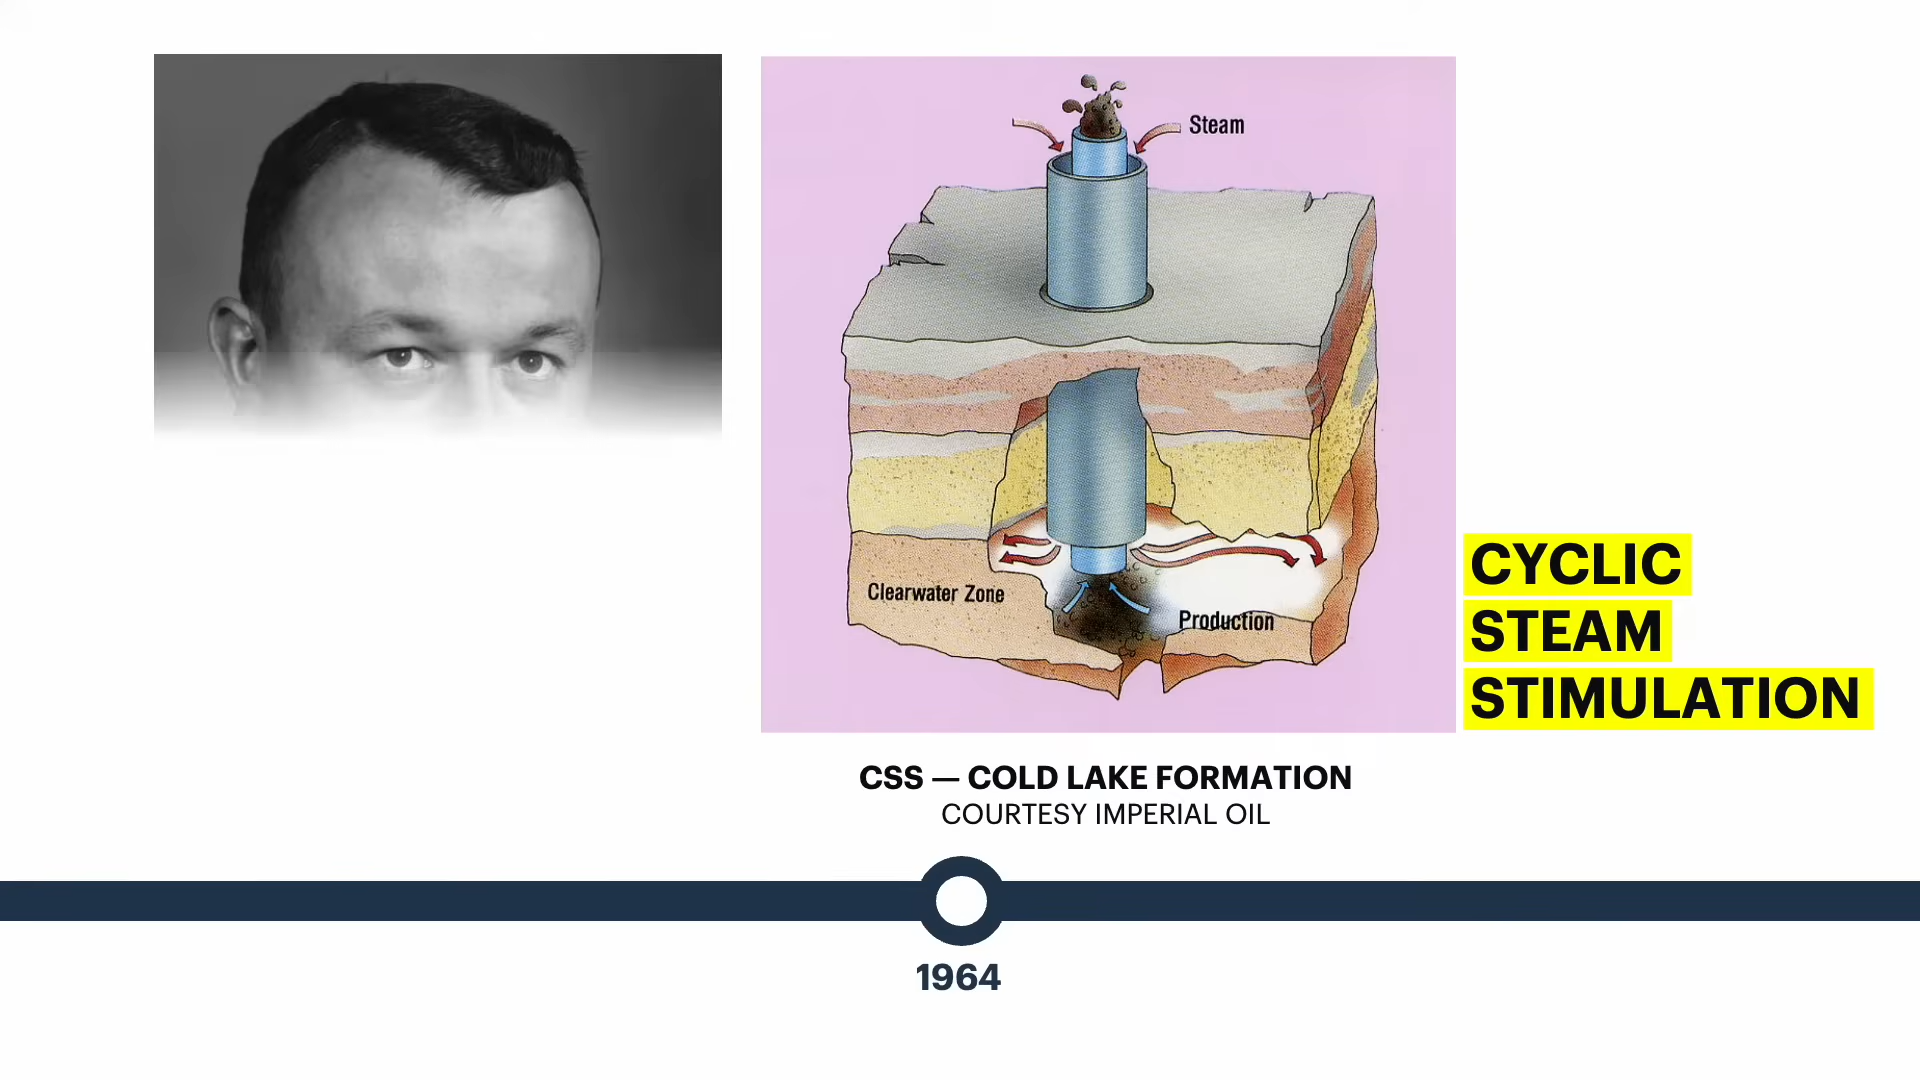 Steam
Clearwater Zone
Production
CYCLIC
STEAM
STIMULATION
CSS — COLD LAKE FORMATION
COURTESY IMPERIAL OIL
1964